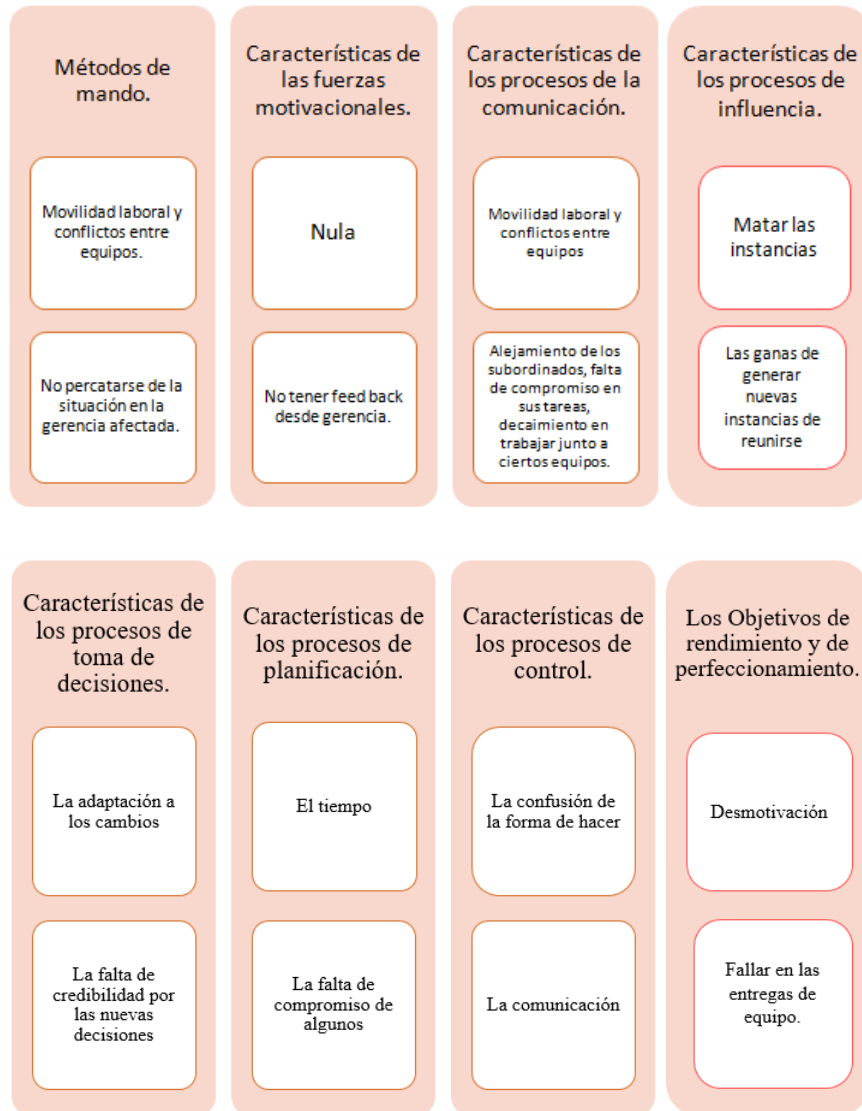 Métodos de
mando.
Movilidad laboral y
conflictos entre
equipos.
No percatarse de la
situación en la
gerencia afectada.
Características de
las fuerzas
motivacionales.
Nula
No tener feed back
desde gerencia.
Características de
los procesos de la
comunicación.
Movilidad laboral y
conflictos entre
equipos
Alejamiento de los
subordinados, falta
de compromiso en
sus tareas,
decaimiento en
trabajar junto a
ciertos equipos.
Características de
los procesos de
influencia.
Matar las
instancias
Las ganas de
generar
nuevas
instancias de
reunirse
Características de
los procesos de
toma de
decisiones.
La adaptación a
los cambios
La falta de
credibilidad por
las nuevas
decisiones
Características de
los procesos de
planificación.
El tiempo
La falta de
compromiso de
algunos
Características de
los procesos de
control.
La confusión de
la forma de hacer
La comunicación
Los Objetivos de
rendimiento y de
perfeccionamiento.
Desmotivación
Fallar en las
entregas de
equipo.